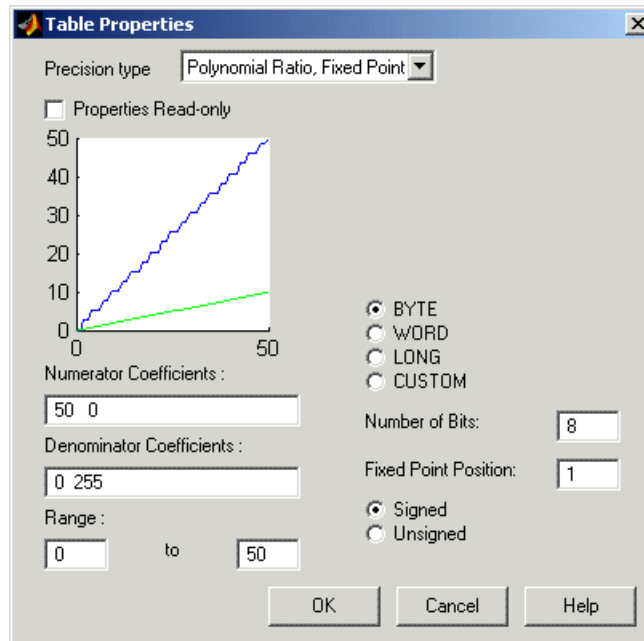 Table Properties
Precision type
Polynomial Ratio, Fixed Point
Properties Read-only
50
40
30
20
10
0
0
50
BYTE
WORD
LONG
CUSTOM
Numerator Coefficients :
50 0
Number of Bits:
8
Denominator Coefficients :
0 255
Fixed Point Position:
1
Range :
0
to
50
Signed
Unsigned
OK
Cancel
Help